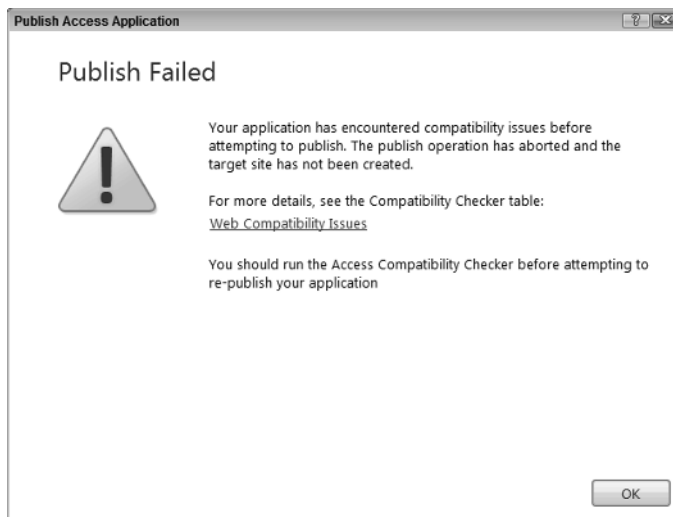 Publish Access Application
Publish Failed
Your application has encountered compatibility issues before
attempting to publish. The publish operation has aborted and the
target site has not been created.
For more details, see the Compatibility Checker table:
Web Compatibility Issues
You should run the Access Compatibility Checker before attempting to
re-publish your application
OK